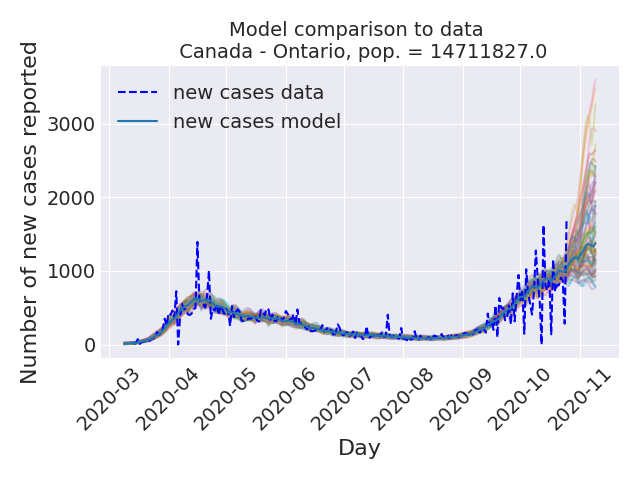 Model comparison to data
Canada - Ontario, pop. = 14711827.0
Number of new cases reported
new cases data
new cases model
3000
2000
1000
0
2020-03
2020-04
2020-05
2020-06
2020-07
2020-08
2020-09
2020-10
2020-11
Day